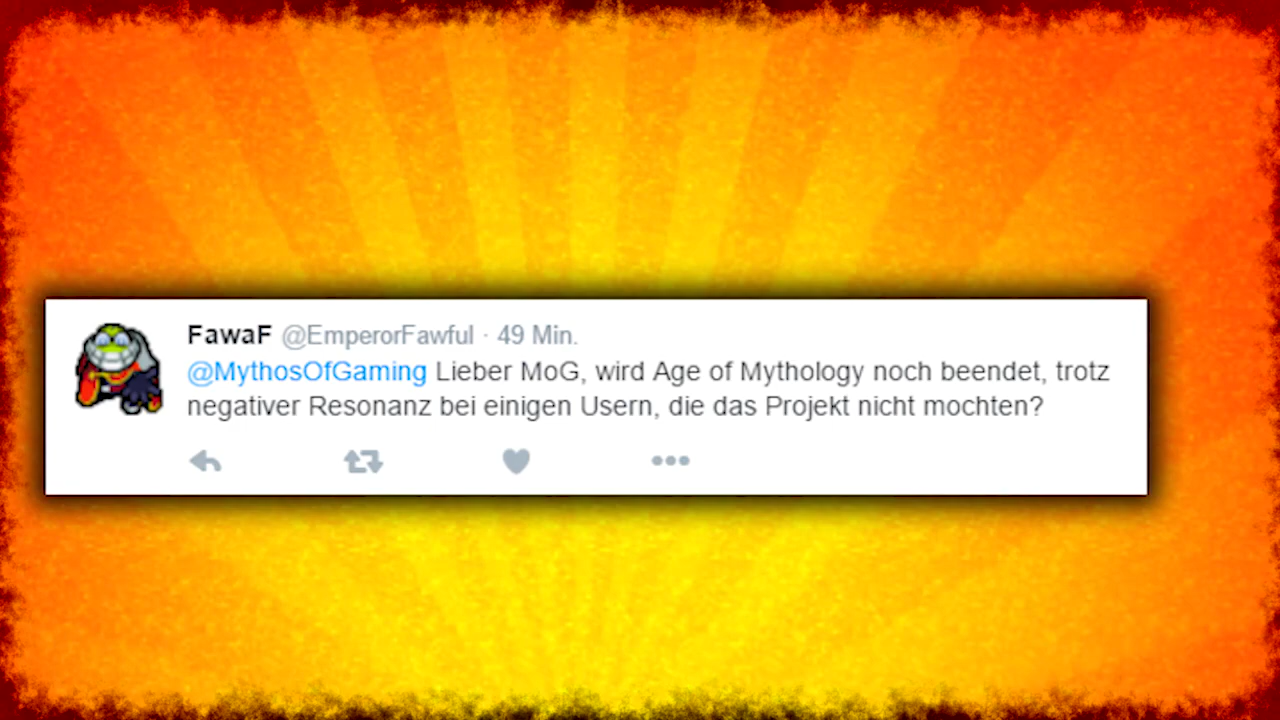 FawaF @EmperorFawful · 49 Min.
@MythosOfGaming Lieber MoG, wird Age of Mythology noch beendet, trotz
negativer Resonanz bei einigen Usern, die das Projekt nicht mochten?